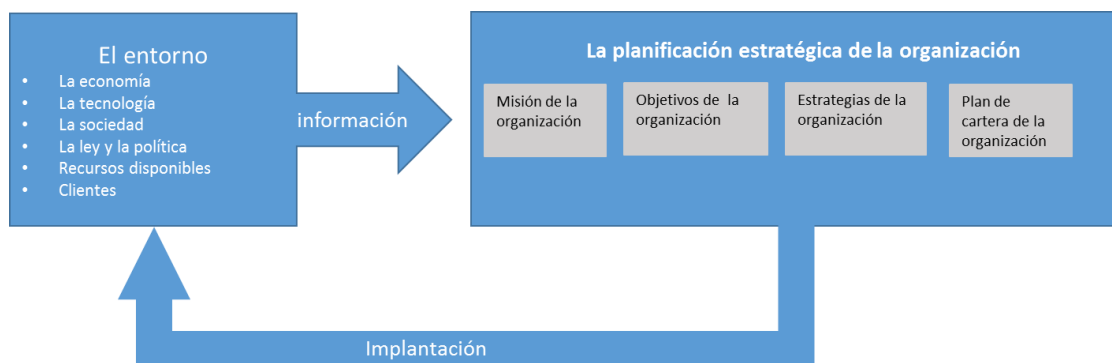 El entorno
• La economía
• La tecnología
• La sociedad
• La ley y la política
• Recursos disponibles
• Clientes
información
La planificación estratégica de la organización
Misión de la
organización
Objetivos de la
organización
Estrategias de la
organización
Plan de
cartera de la
organización
Implantación